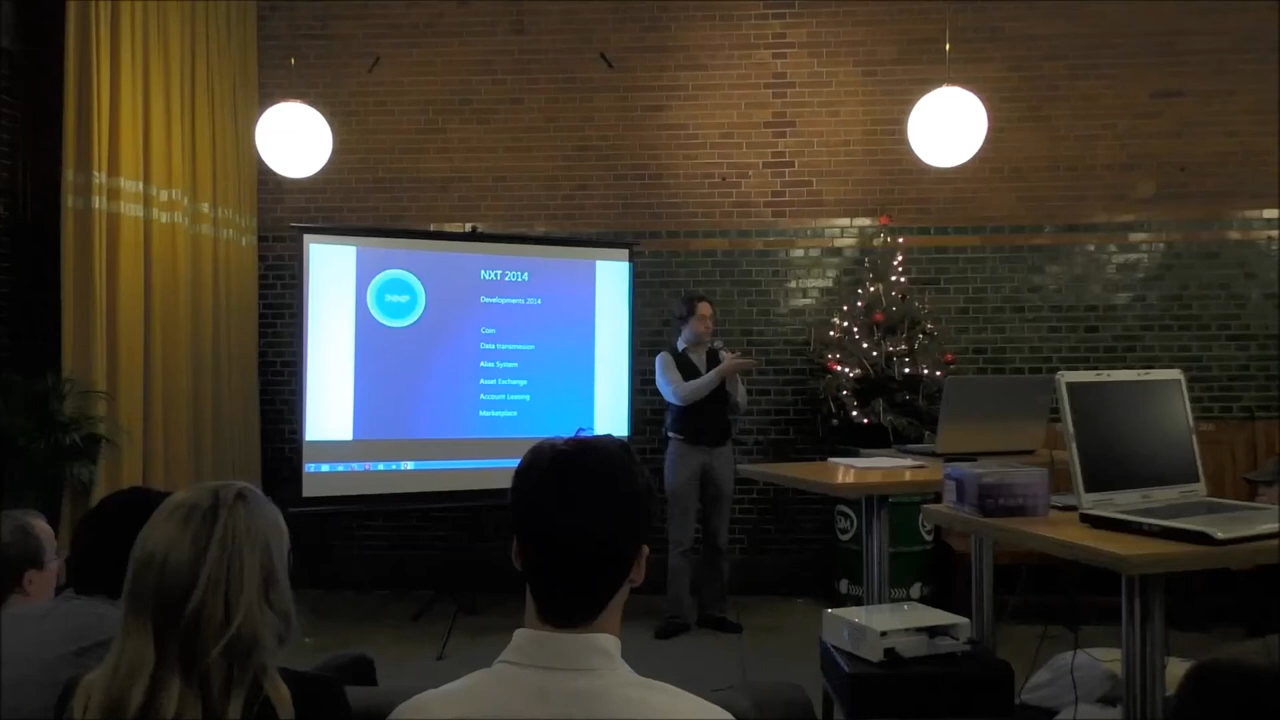 NXT 2014
Developments 2014
Coin
Data transmission
Alias System
Asset Exchange
Account Leasing
Marketplace